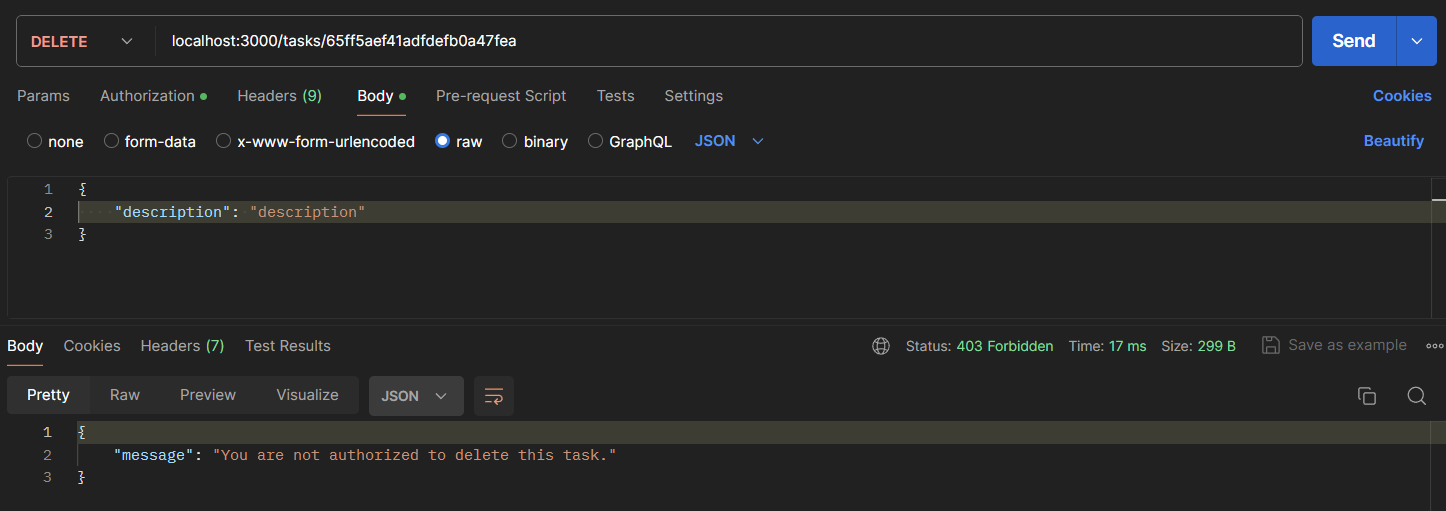 DELETE localhost:3000/tasks/65ff5aef41adfdefb0a47fea Send
Params Authorization Headers (9) Body Pre-request Script Tests Settings Cookies
none form-data x-www-form-urlencoded raw binary GraphQL JSON Beautify
1 {
2 "description": "description"
3 }
Body Cookies Headers (7) Test Results Status: 403 Forbidden Time: 17 ms Size: 299 B Save as example
Pretty Raw Preview Visualize JSON
1 {
2 "message": "You are not authorized to delete this task."
3 }